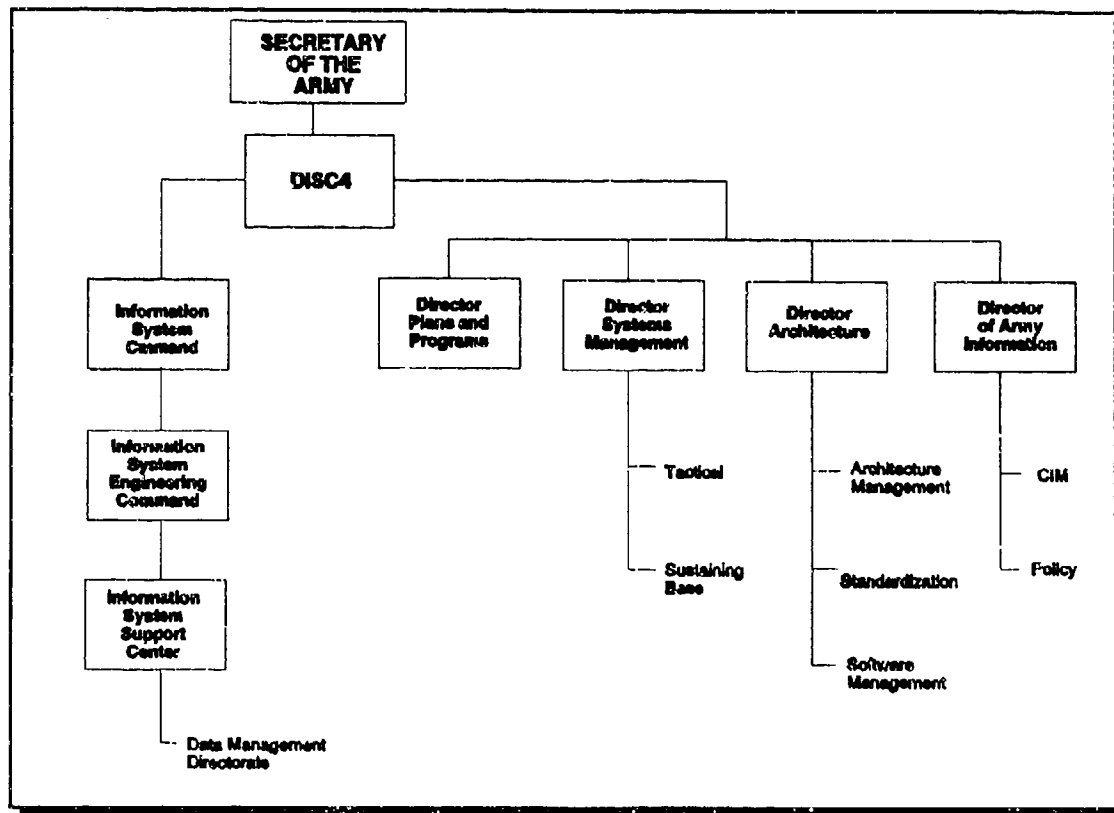 SECRETARY
OF THE
ARMY
DISC4
Information
System
Command
Director
Plans and
Programs
Director
Systems
Management
Director
Architecture
Director
of Army
Information
Information
System
Engineering
Command
Tactical
Architecture
Management
CIM
Sustaining
Base
Standardization
Policy
Information
System
Support
Center
Software
Management
Data Management
Directorate